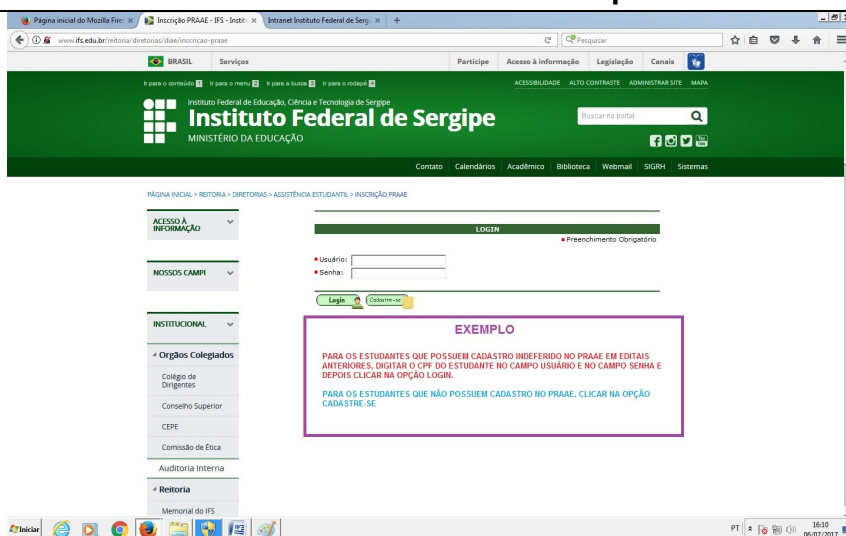 Página inicial do Mozilla Firef
Inscrição PRAAE - IFS - Instit
Intranet Instituto Federal de Sergi
www.ifs.edu.br/reitoria/diretorias/diae/inscricao-praae
Pesquisar
BRASIL Serviços
Participe Acesso à informação Legislação Canais
Ir para o conteúdo 1 Ir para o menu 2 Ir para a busca 3 Ir para o rodapé 4
ACESSIBILIDADE ALTO CONTRASTE ADMINISTRAR SITE MAPA
Instituto Federal de Educação, Ciência e Tecnologia de Sergipe
Instituto Federal de Sergipe
MINISTÉRIO DA EDUCAÇÃO
Buscar no portal
Contato Calendários Acadêmico Biblioteca Webmail SIGRH Sistemas
PÁGINA INICIAL > REITORIA > DIRETORIAS > ASSISTÊNCIA ESTUDANTIL > INSCRIÇÃO PRAAE
ACESSO À
INFORMAÇÃO
NOSSOS CAMPI
INSTITUCIONAL
Orgãos Colegiados
Colégio de
Dirigentes
Conselho Superior
CEPE
Comissão de Ética
Auditoria Interna
Reitoria
Memorial do IFS
LOGIN
Preenchimento Obrigatório
Usuário:
Senha:
Login Cadastre-se
EXEMPLO
PARA OS ESTUDANTES QUE POSSUEM CADASTRO INDEFERIDO NO PRAAE EM EDITAIS
ANTERIORES, DIGITAR O CPF DO ESTUDANTE NO CAMPO USUÁRIO E NO CAMPO SENHA E
DEPOIS CLICAR NA OPÇÃO LOGIN.
PARA OS ESTUDANTES QUE NÃO POSSUEM CADASTRO NO PRAAE, CLICAR NA OPÇÃO
CADASTRE-SE
Iniciar
PT
16:10
06/07/2017